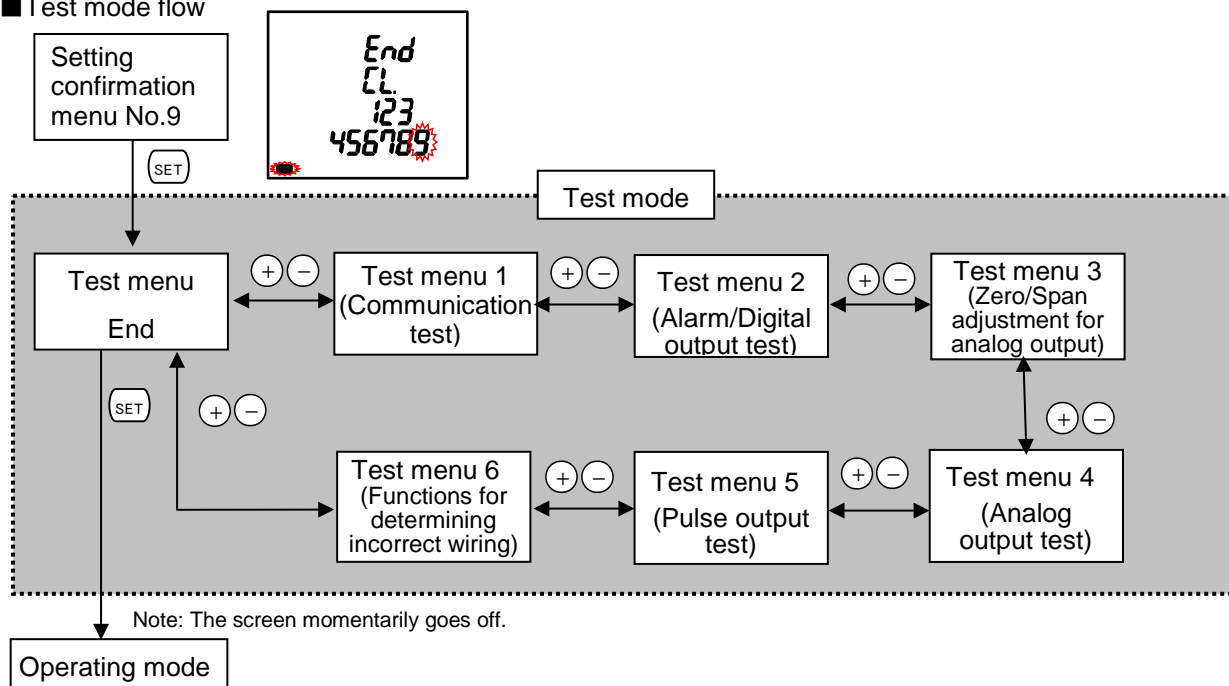 ■Test mode flow
Setting
confirmation
menu No.9
End
CL.
123
456789
SET
Test mode
Test menu
End
+ −
Test menu 1
(Communication
test)
+ −
Test menu 2
(Alarm/Digital
output test)
+ −
Test menu 3
(Zero/Span
adjustment for
analog output)
SET
+ −
+ −
Test menu 6
(Functions for
determining
incorrect wiring)
+ −
Test menu 5
(Pulse output
test)
+ −
Test menu 4
(Analog
output test)
Note: The screen momentarily goes off.
Operating mode